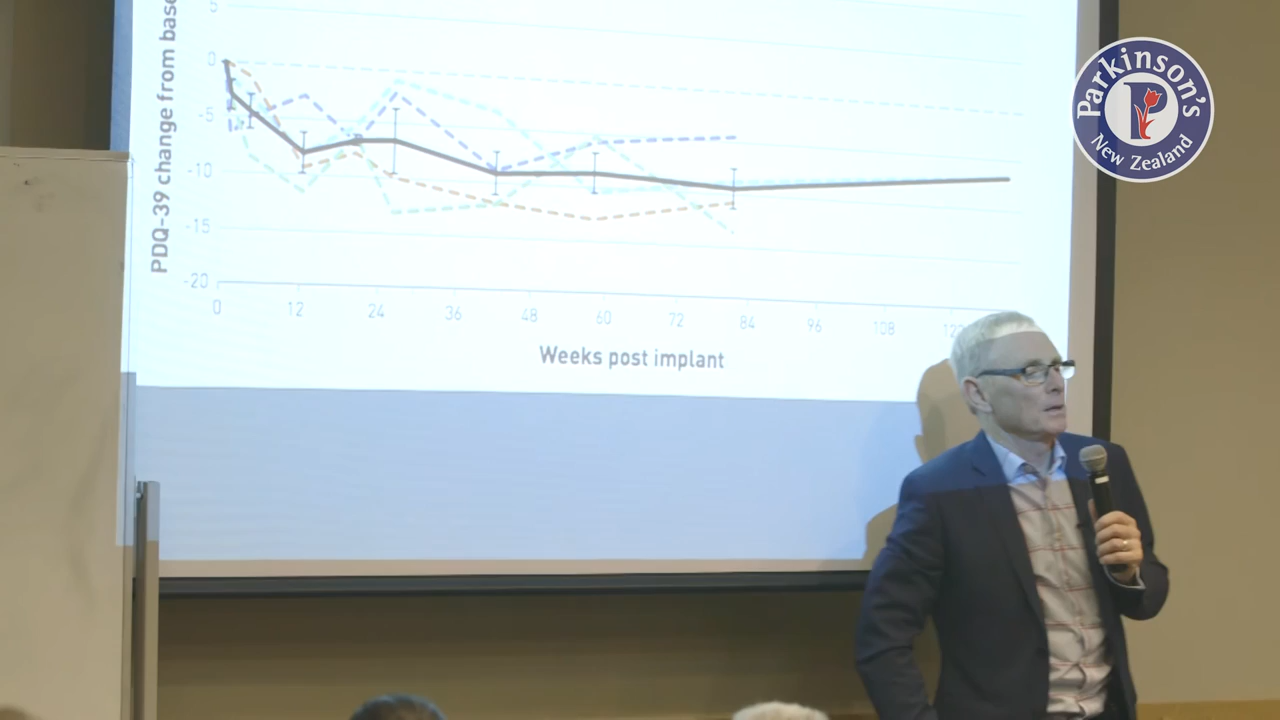 5
0
-5
-10
-15
-20
PDQ-39 change from
0 12 24 36 48 60 72 84 96 108
Weeks post implant
Parkinson's
P
New Zealand